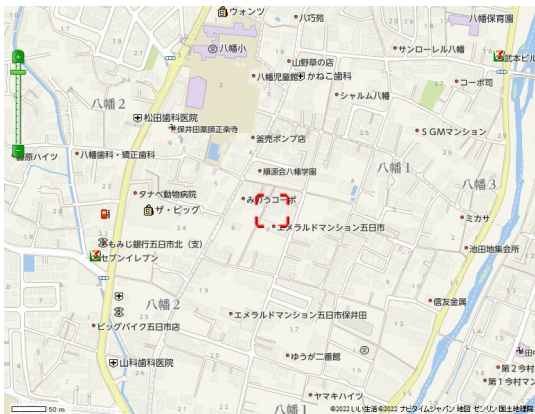 ウォンツ
八巧苑
八幡保育園
八幡小
サンローレル八幡
武本ビル
山野草の店
八幡児童館
かねこ歯科
コーポ司
シャルム八幡
八幡2
松田歯科医院
保井田薬師正楽寺
釜売ポンプ店
SGMマンション
原ハイツ
八幡歯科・矯正歯科
順源会八幡学園
八幡1
八幡3
タナベ動物病院
みのうコーポ
ザ・ビッグ
ミカサ
エメラルドマンション五日市
もみじ銀行五日市北(支)
池田地集会所
セブンイレブン
八幡2
信友金属
エメラルドマンション五日市保井田
ビッグバイク五日市店
ゆうが二番館
山科歯科医院
第2今村
第1今村マン
ヤマキハイツ
八幡1
50 m
©2022 いい生活 ©2022 ナビタイムジャパン 地図 ゼンリン 国土地理院